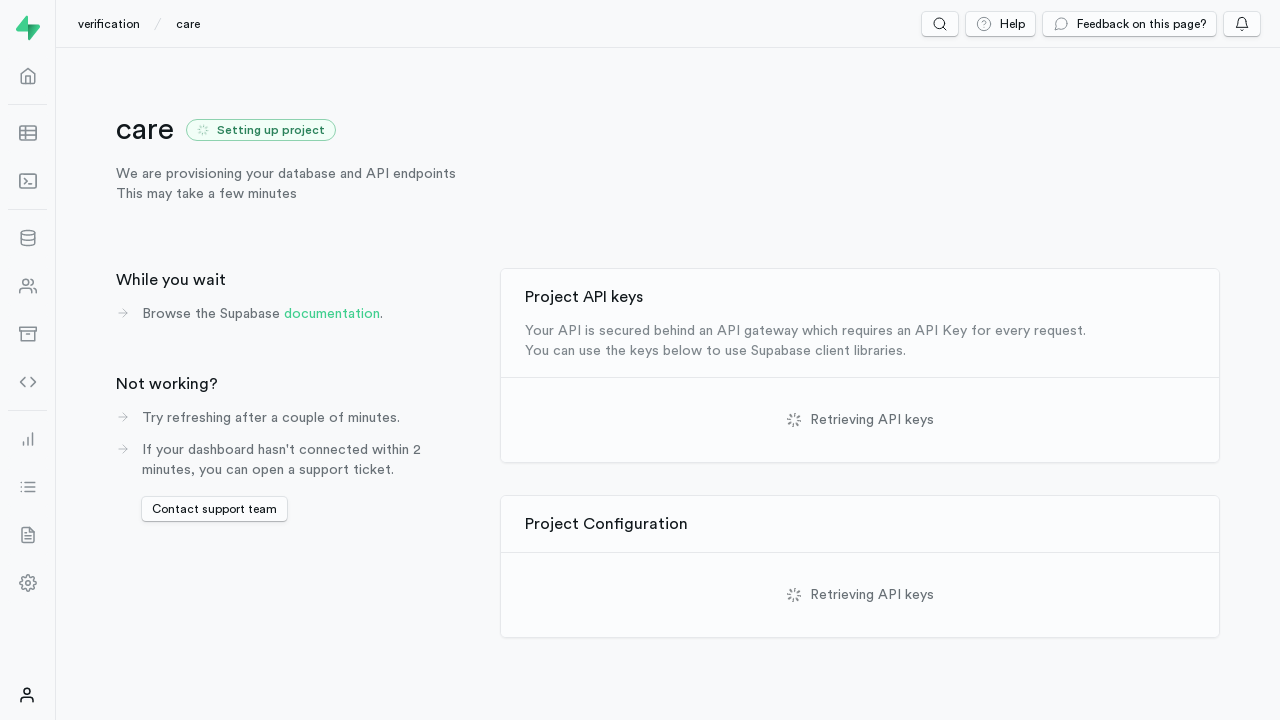 verification / care
Help
Feedback on this page?
care
Setting up project
We are provisioning your database and API endpoints
This may take a few minutes
While you wait
Browse the Supabase documentation.
Not working?
Try refreshing after a couple of minutes.
If your dashboard hasn't connected within 2
minutes, you can open a support ticket.
Contact support team
Project API keys
Your API is secured behind an API gateway which requires an API Key for every request.
You can use the keys below to use Supabase client libraries.
Retrieving API keys
Project Configuration
Retrieving API keys